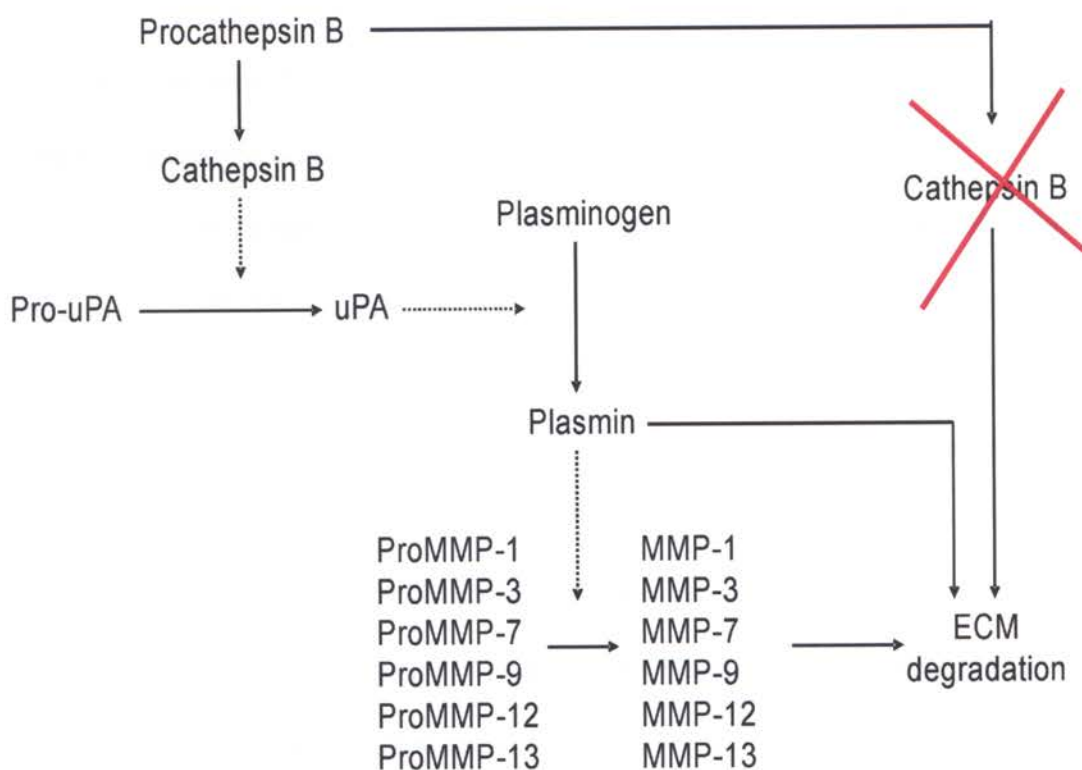 Procathepsin B
Cathepsin B
Cathepsin B
Plasminogen
Pro-uPA
uPA
Plasmin
ProMMP-1
ProMMP-3
ProMMP-7
ProMMP-9
ProMMP-12
ProMMP-13
MMP-1
MMP-3
MMP-7
MMP-9
MMP-12
MMP-13
ECM
degradation